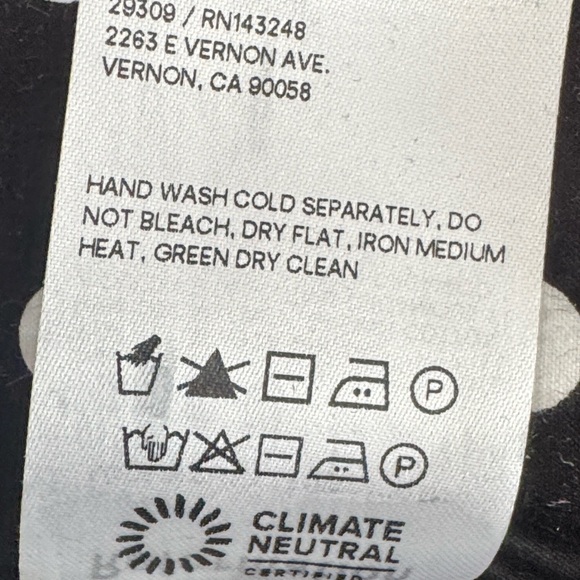 29309 / RN143248
2263 E VERNON AVE.
VERNON, CA 90058
HAND WASH COLD SEPARATELY, DO
NOT BLEACH, DRY FLAT, IRON MEDIUM
HEAT, GREEN DRY CLEAN
P
P
CLIMATE
NEUTRAL
CERTIFIED